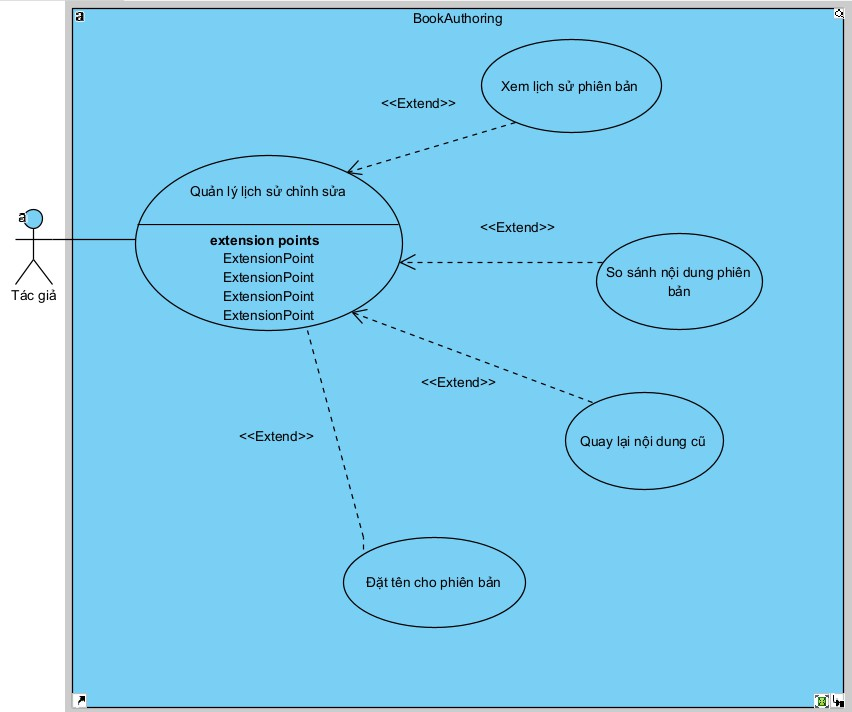 BookAuthoring
Xem lịch sử phiên bản
<<Extend>>
Quản lý lịch sử chỉnh sửa
extension points
ExtensionPoint
ExtensionPoint
ExtensionPoint
ExtensionPoint
Tác giả
<<Extend>>
So sánh nội dung phiên
bản
<<Extend>>
Quay lại nội dung cũ
<<Extend>>
Đặt tên cho phiên bản